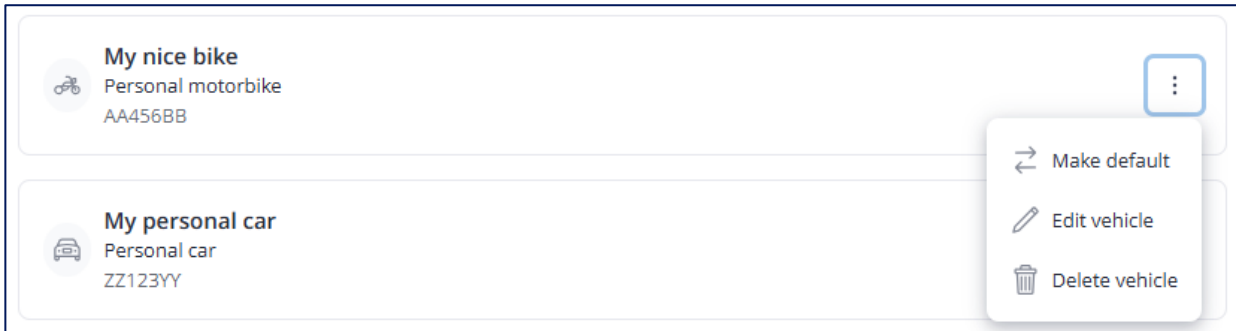 My nice bike
Personal motorbike
AA456BB
Make default
My personal car
Edit vehicle
Personal car
ZZ123YY
Delete vehicle